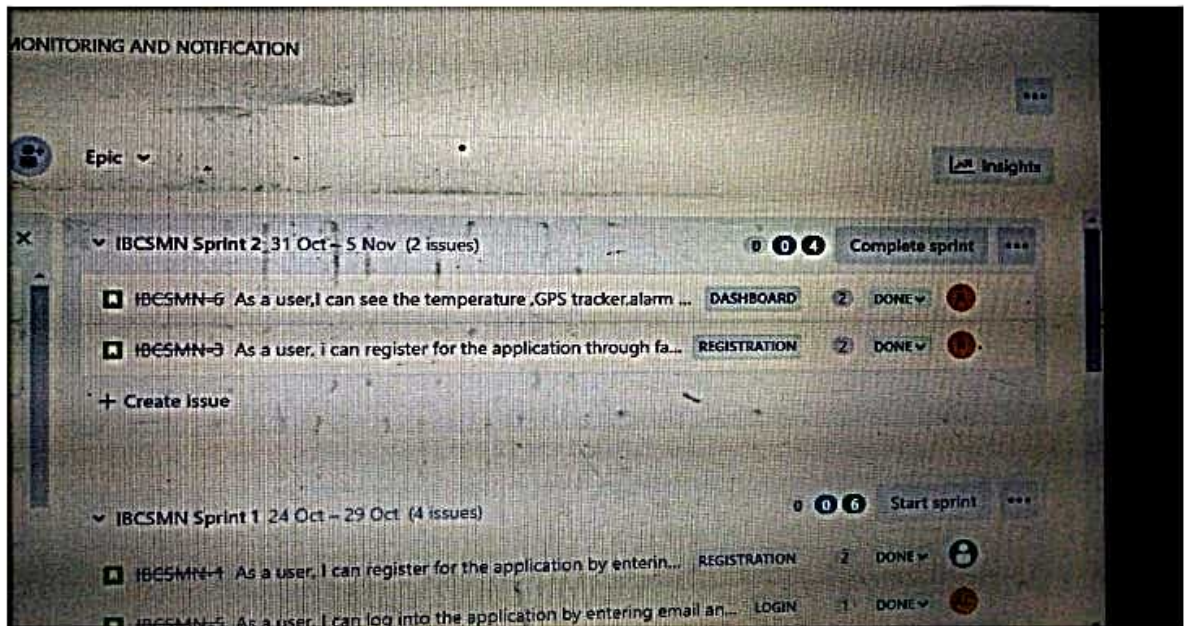 MONITORING AND NOTIFICATION
Epic
Insights
IBCSMN Sprint 2 31 Oct – 5 Nov (2 issues) 0 0 4 Complete sprint
IBCSMN-6 As a user,I can see the temperature ,GPS tracker,alarm ... DASHBOARD 2 DONE
IBCSMN-3 As a user, i can register for the application through fa... REGISTRATION 2 DONE
+ Create issue
IBCSMN Sprint 1 24 Oct – 29 Oct (4 issues) 0 0 6 Start sprint
IBCSMN-4 As a user, I can register for the application by enterin... REGISTRATION 2 DONE
IBCSMN-5 As a user, I can log into the application by entering email an... LOGIN 1 DONE